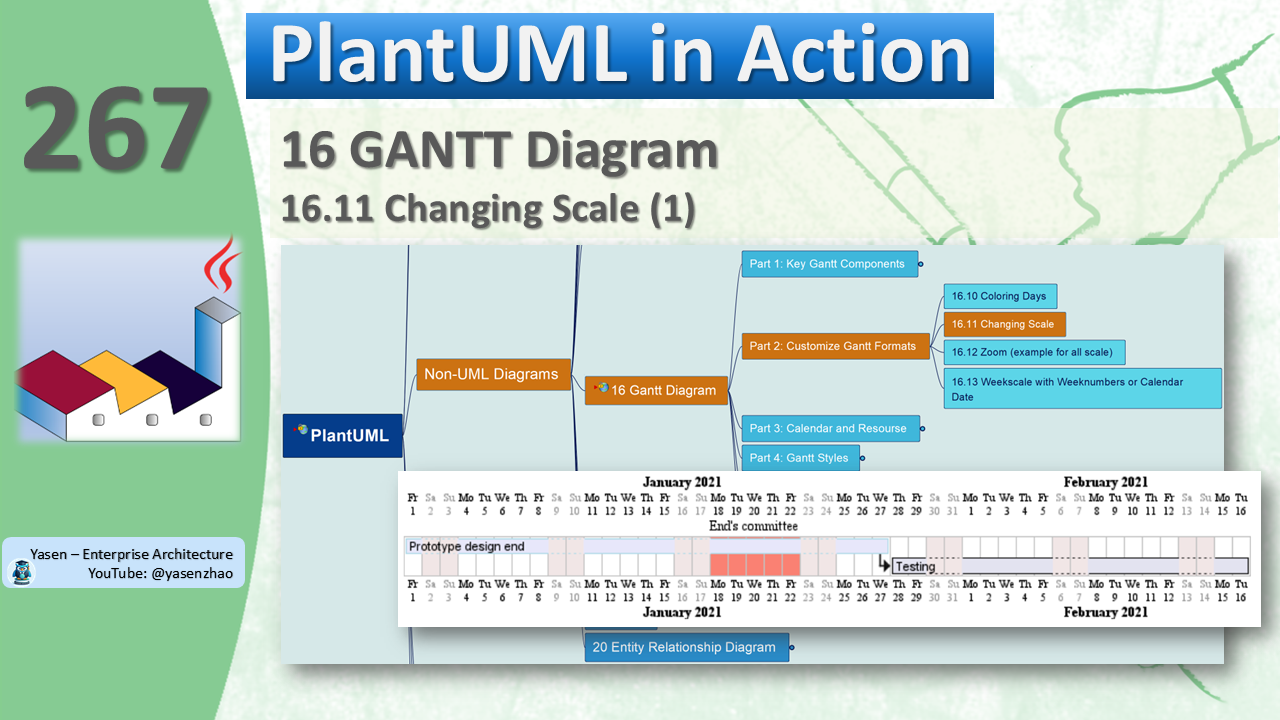 PlantUML in Action
267
16 GANTT Diagram
16.11 Changing Scale (1)
Part 1: Key Gantt Components
16.10 Coloring Days
16.11 Changing Scale
Part 2: Customize Gantt Formats
16.12 Zoom (example for all scale)
Non-UML Diagrams
16 Gantt Diagram
16.13 Weekscale with Weeknumbers or Calendar
Date
PlantUML
Part 3: Calendar and Resourse
Part 4: Gantt Styles
January 2021 February 2021
Fr Sa Su Mo Tu We Th Fr Sa Su Mo Tu We Th Fr Sa Su Mo Tu We Th Fr Sa Su Mo Tu We Th Fr Sa Su Mo Tu We Th Fr Sa Su Mo Tu We Th Fr Sa Su Mo Tu
1 2 3 4 5 6 7 8 9 10 11 12 13 14 15 16 17 18 19 20 21 22 23 24 25 26 27 28 29 30 31 1 2 3 4 5 6 7 8 9 10 11 12 13 14 15 16
End's committee
Prototype design end
Testing
Fr Sa Su Mo Tu We Th Fr Sa Su Mo Tu We Th Fr Sa Su Mo Tu We Th Fr Sa Su Mo Tu We Th Fr Sa Su Mo Tu We Th Fr Sa Su Mo Tu We Th Fr Sa Su Mo Tu
1 2 3 4 5 6 7 8 9 10 11 12 13 14 15 16 17 18 19 20 21 22 23 24 25 26 27 28 29 30 31 1 2 3 4 5 6 7 8 9 10 11 12 13 14 15 16
January 2021 February 2021
20 Entity Relationship Diagram
Yasen – Enterprise Architecture
YouTube: @yasenzhao